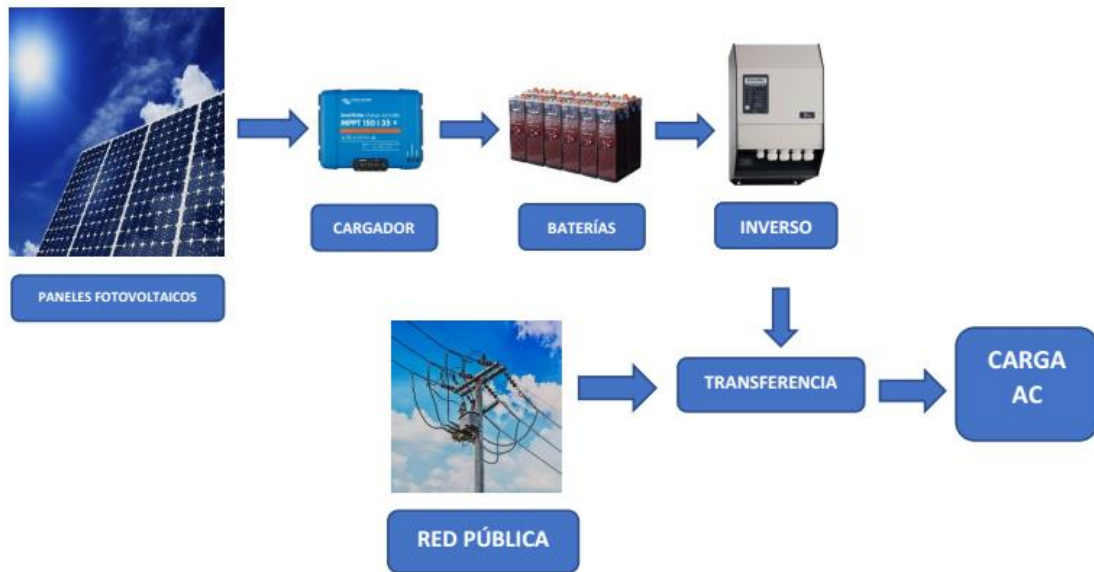 MPPT 150 | 35
CARGADOR
BATERÍAS
INVERSO
PANELES FOTOVOLTAICOS
TRANSFERENCIA
CARGA
AC
RED PÚBLICA